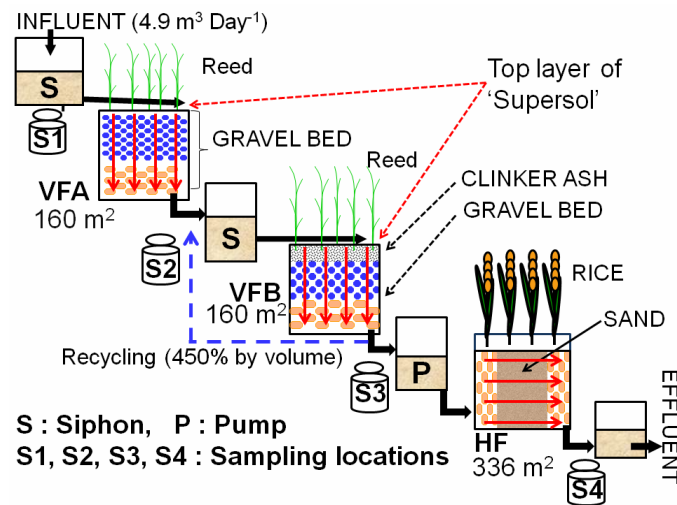 INFLUENT (4.9 m³ Day⁻¹)
S
Reed
Top layer of
'Supersol'
S1
GRAVEL BED
Reed
VFA
160 m²
CLINKER ASH
GRAVEL BED
S
S2
RICE
VFB
160 m²
SAND
Recycling (450% by volume)
P
S3
S : Siphon, P : Pump
S1, S2, S3, S4 : Sampling locations
HF
336 m²
S4
EFFLUENT